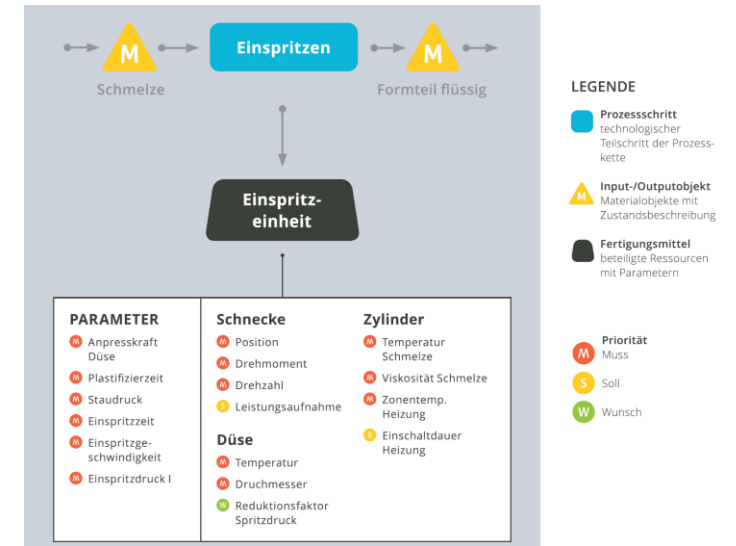 M
Einspritzen
M
Schmelze
Formteil flüssig
Einspritz-
einheit
PARAMETER
M Anpresskraft
Düse
M Plastifizierzeit
M Staudruck
M Einspritzzeit
M Einspritzge-
schwindigkeit
M Einspritzdruck I
Schnecke
M Position
M Drehmoment
M Drehzahl
S Leistungsaufnahme
Düse
M Temperatur
M Druchmesser
W Reduktionsfaktor
Spritzdruck
Zylinder
M Temperatur
Schmelze
M Viskosität Schmelze
M Zonentemp.
Heizung
S Einschaltdauer
Heizung
LEGENDE
Prozessschritt
technologischer
Teilschritt der Prozess-
kette
M
Input-/Outputobjekt
Materialobjekte mit
Zustandsbeschreibung
Fertigungsmittel
beteiligte Ressourcen
mit Parametern
Priorität
M Muss
S Soll
W Wunsch